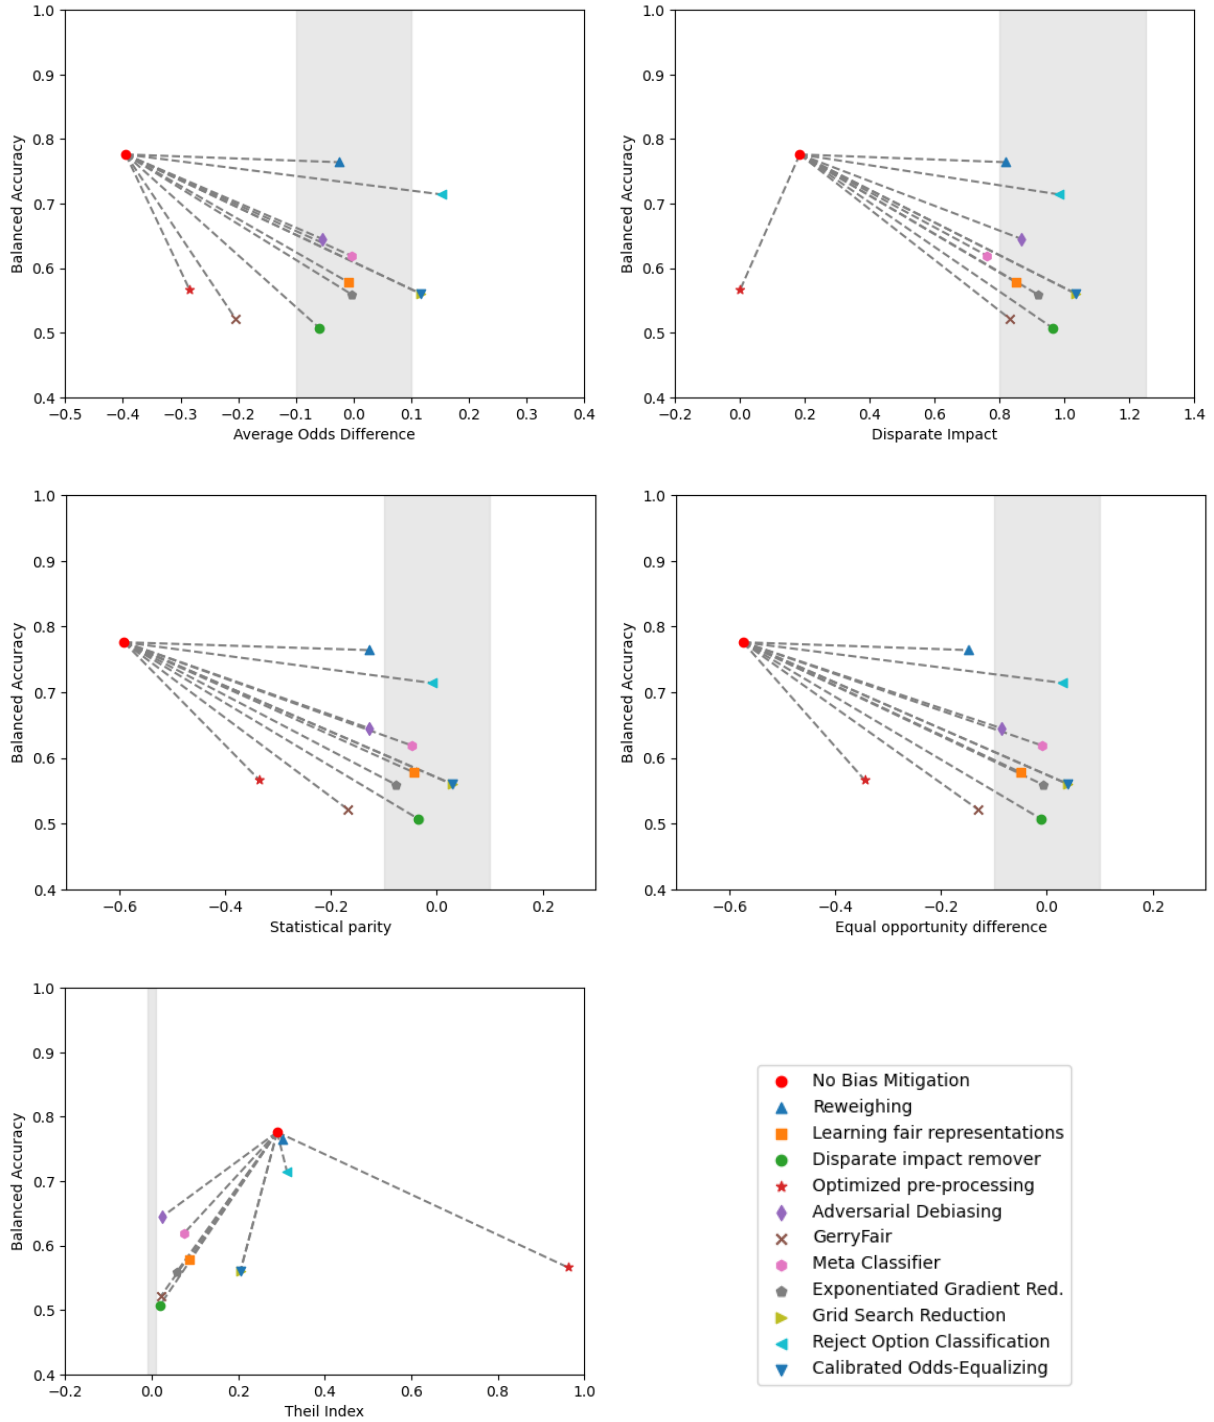 1.0
0.9
0.8
0.7
0.6
0.5
0.4
Balanced Accuracy
−0.5 −0.4 −0.3 −0.2 −0.1 0.0 0.1 0.2 0.3 0.4
Average Odds Difference
1.0
0.9
0.8
0.7
0.6
0.5
0.4
Balanced Accuracy
−0.2 0.0 0.2 0.4 0.6 0.8 1.0 1.2 1.4
Disparate Impact
1.0
0.9
0.8
0.7
0.6
0.5
0.4
Balanced Accuracy
−0.6 −0.4 −0.2 0.0 0.2
Statistical parity
1.0
0.9
0.8
0.7
0.6
0.5
0.4
Balanced Accuracy
−0.6 −0.4 −0.2 0.0 0.2
Equal opportunity difference
1.0
0.9
0.8
0.7
0.6
0.5
0.4
Balanced Accuracy
−0.2 0.0 0.2 0.4 0.6 0.8 1.0
Theil Index
No Bias Mitigation
Reweighing
Learning fair representations
Disparate impact remover
Optimized pre-processing
Adversarial Debiasing
GerryFair
Meta Classifier
Exponentiated Gradient Red.
Grid Search Reduction
Reject Option Classification
Calibrated Odds-Equalizing